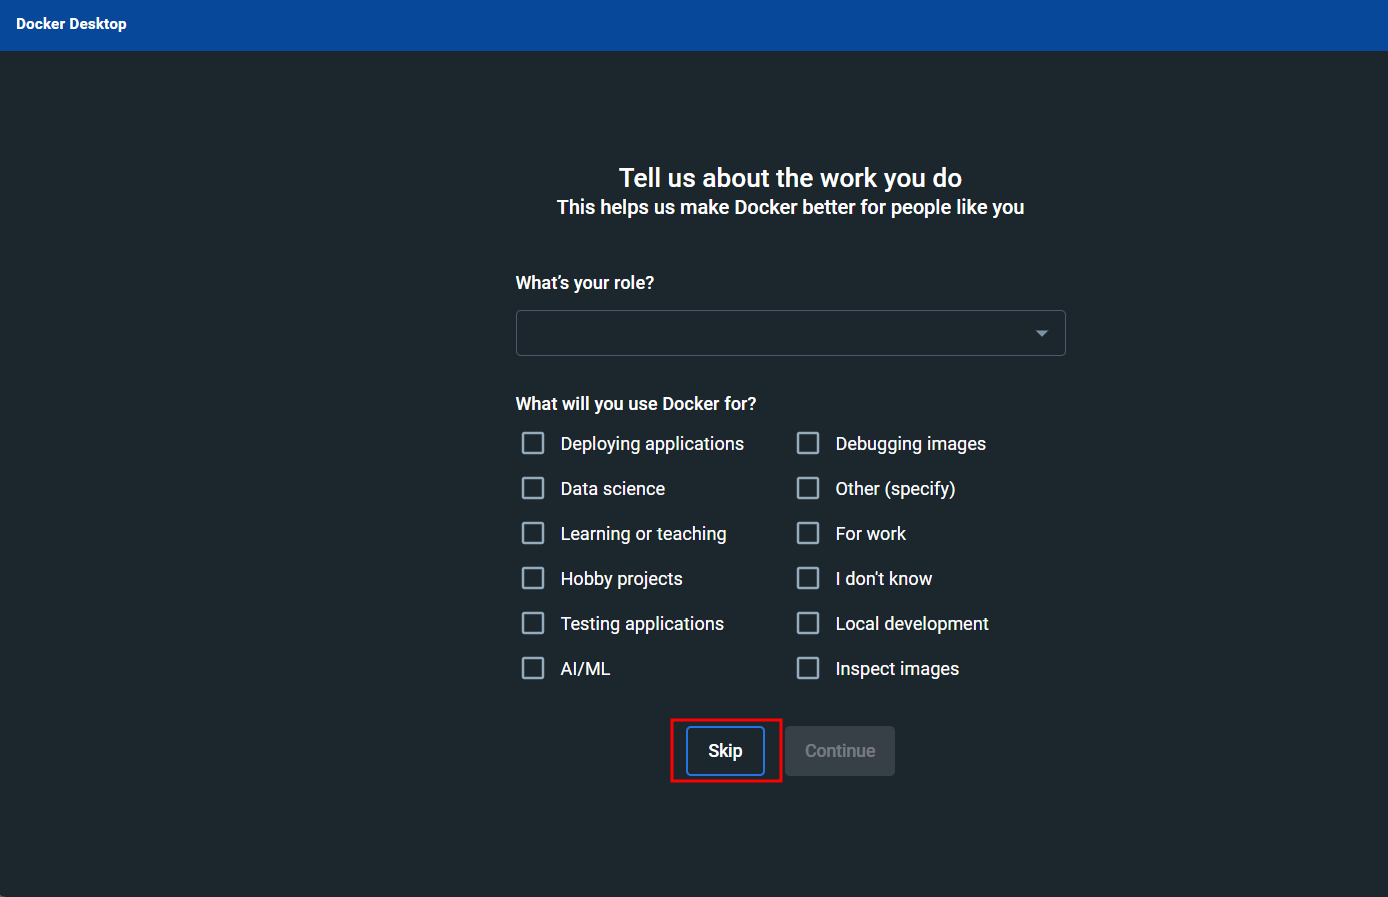 Docker Desktop
Tell us about the work you do
This helps us make Docker better for people like you
What's your role?
What will you use Docker for?
Deploying applications
Debugging images
Data science
Other (specify)
Learning or teaching
For work
Hobby projects
I don't know
Testing applications
Local development
AI/ML
Inspect images
Skip
Continue